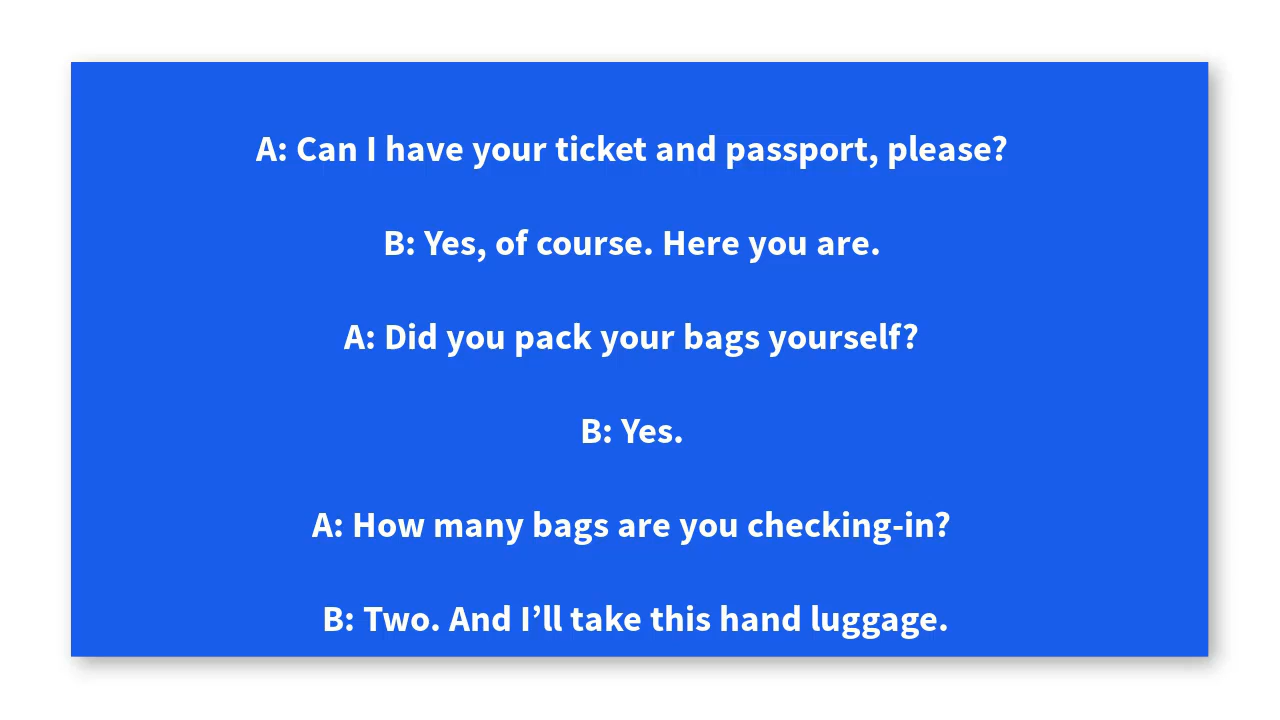 A: Can I have your ticket and passport, please?
B: Yes, of course. Here you are.
A: Did you pack your bags yourself?
B: Yes.
A: How many bags are you checking-in?
B: Two. And I’ll take this hand luggage.